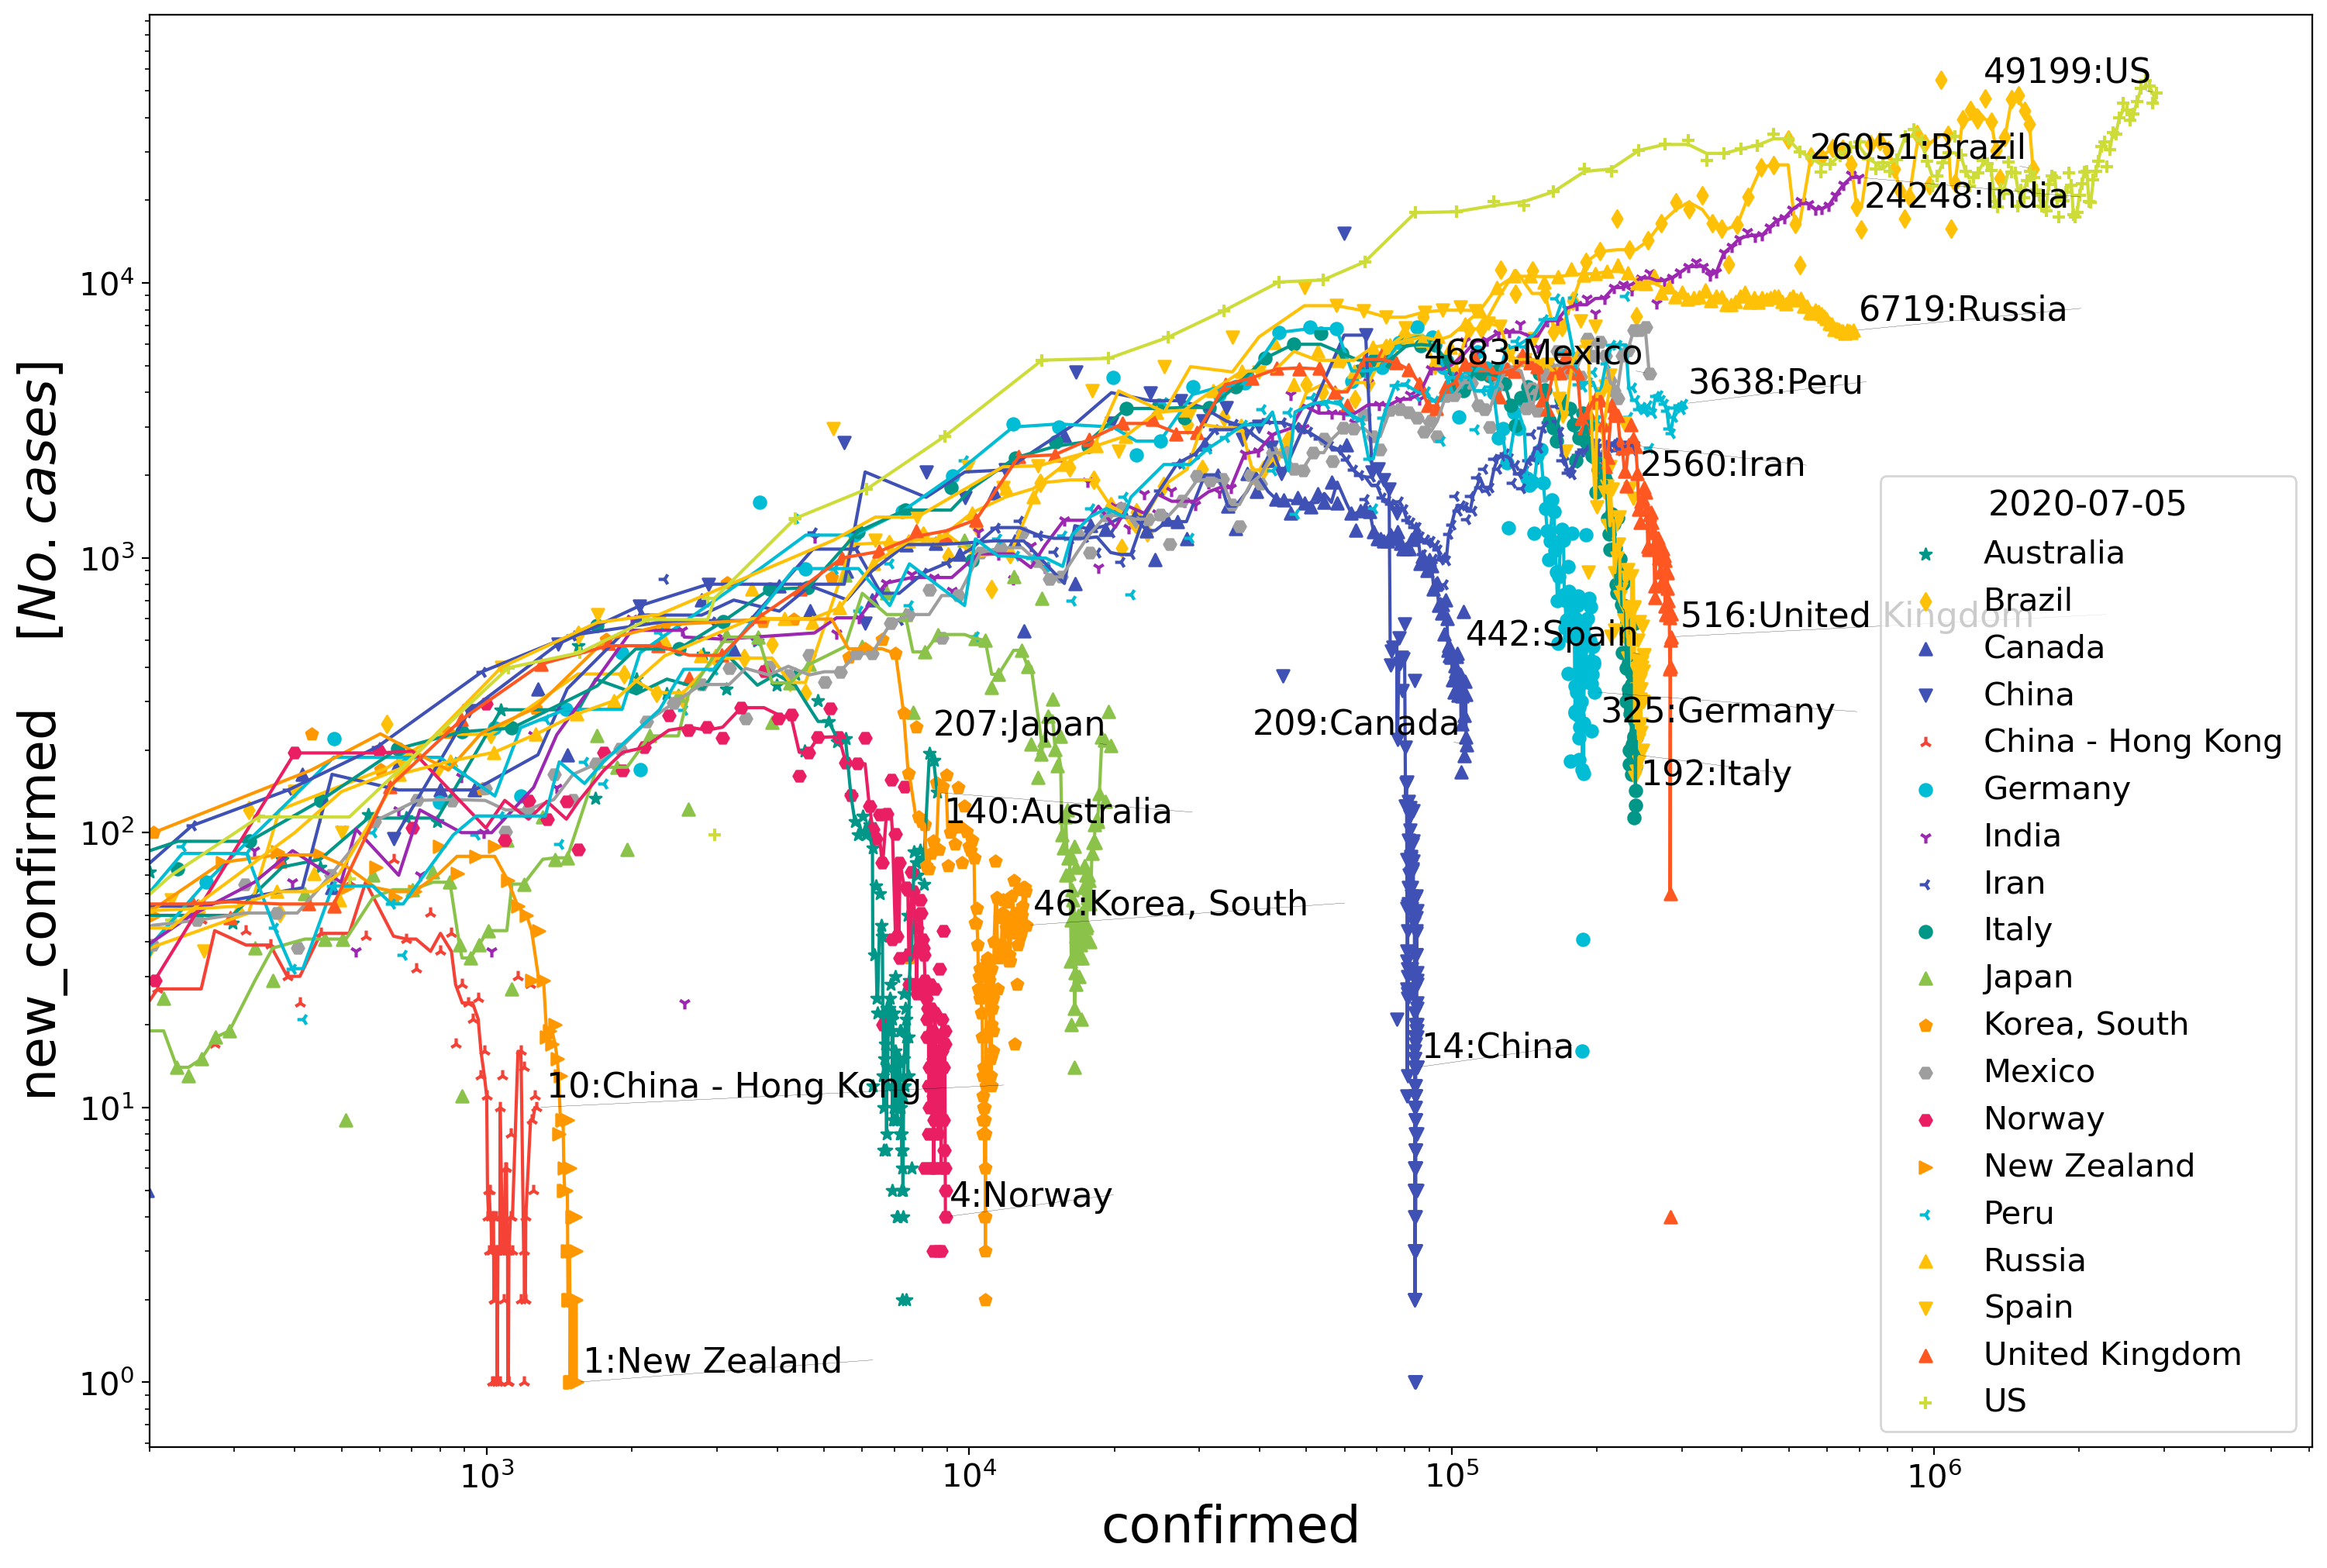 new_confirmed [No. cases]
10⁴
10³
10²
10¹
10⁰
49199:US
26051:Brazil
24248:India
6719:Russia
4683:Mexico
3638:Peru
2560:Iran
516:United Kingdom
442:Spain
207:Japan
209:Canada
325:Germany
192:Italy
140:Australia
46:Korea, South
14:China
10:China - Hong Kong
4:Norway
1:New Zealand
2020-07-05
Australia
Brazil
Canada
China
China - Hong Kong
Germany
India
Iran
Italy
Japan
Korea, South
Mexico
Norway
New Zealand
Peru
Russia
Spain
United Kingdom
US
10³ 10⁴ 10⁵ 10⁶
confirmed